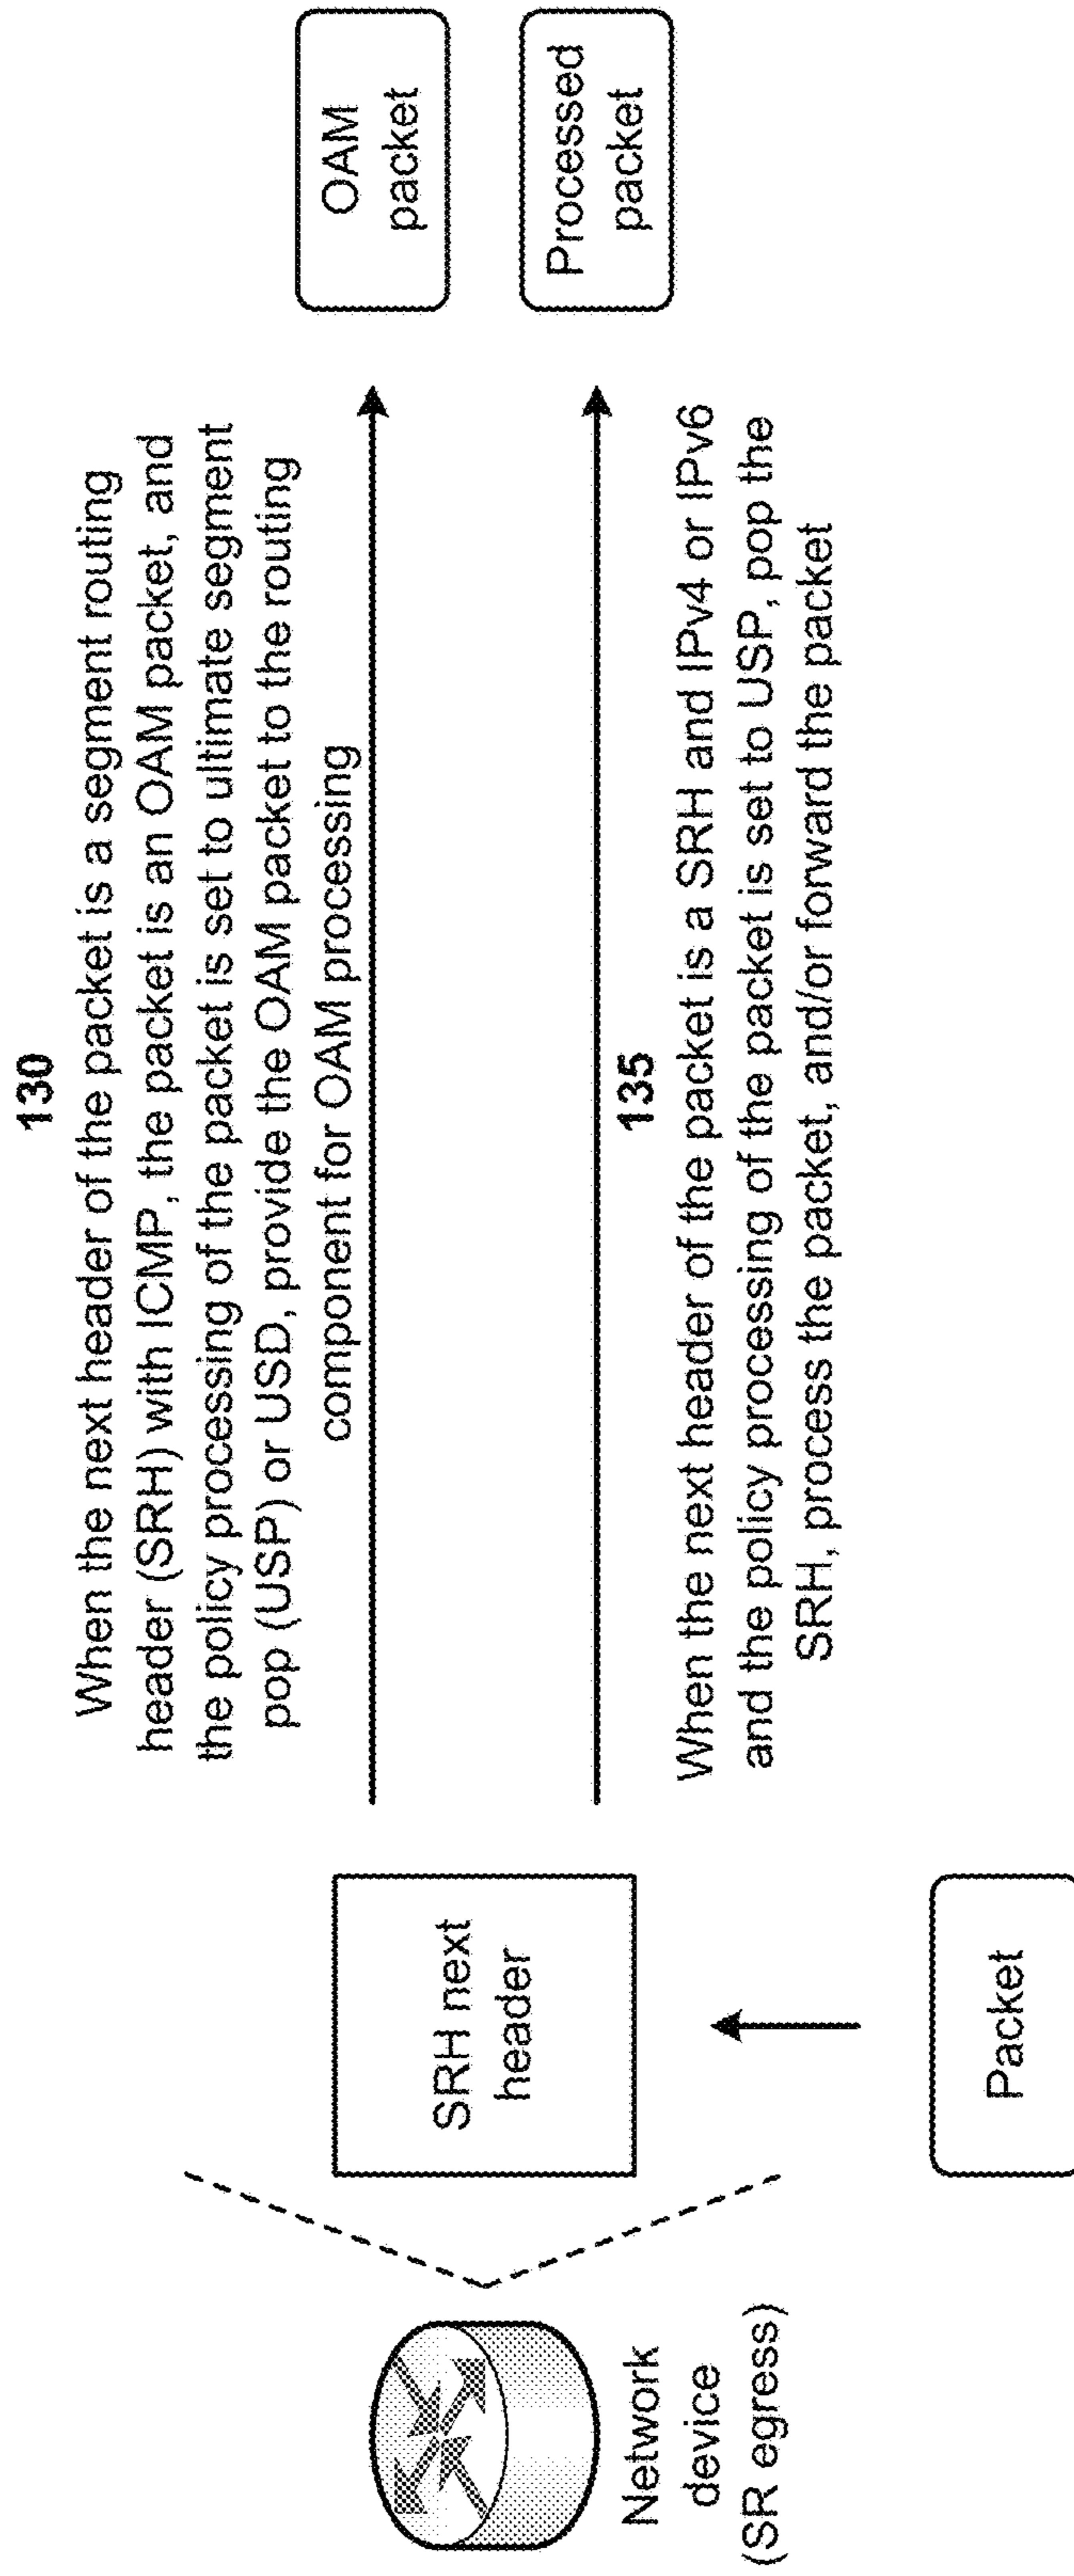 130
When the next header of the packet is a segment routing
header (SRH) with ICMP, the packet is an OAM packet, and
the policy processing of the packet is set to ultimate segment
pop (USP) or USD, provide the OAM packet to the routing
component for OAM processing
OAM
packet
SRH next
header
Processed
packet
135
When the next header of the packet is a SRH and IPv4 or IPv6
and the policy processing of the packet is set to USP, pop the
SRH, process the packet, and/or forward the packet
Network
device
(SR egress)
Packet